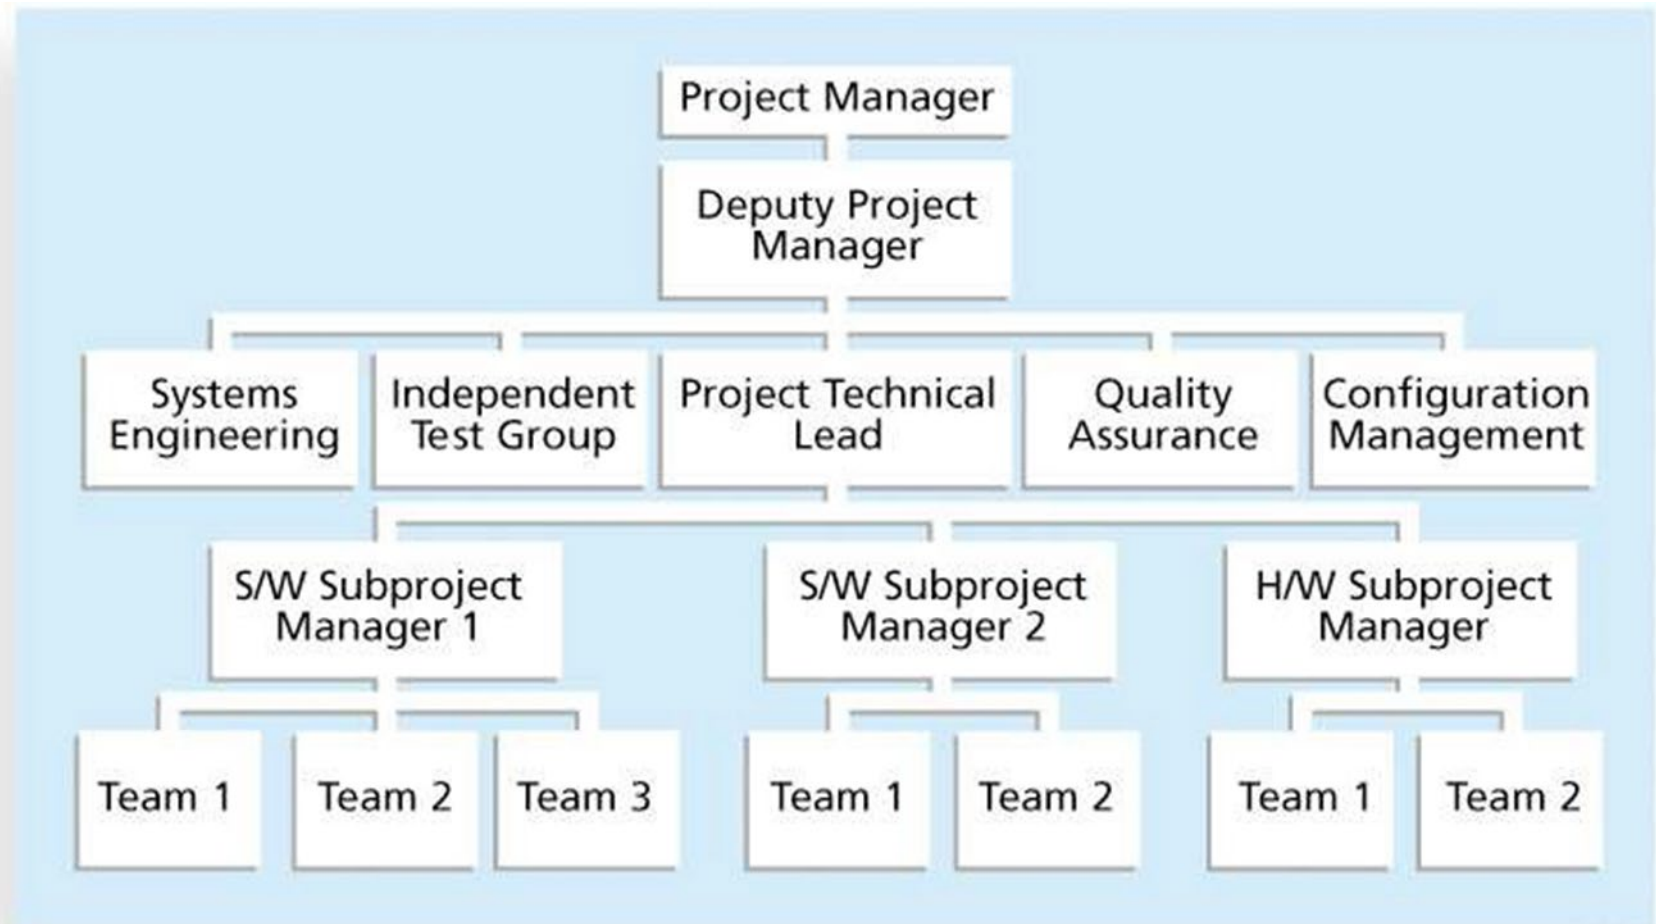 Project Manager
Deputy Project
Manager
Systems
Engineering
Independent
Test Group
Project Technical
Lead
Quality
Assurance
Configuration
Management
S/W Subproject
Manager 1
S/W Subproject
Manager 2
H/W Subproject
Manager
Team 1
Team 2
Team 3
Team 1
Team 2
Team 1
Team 2